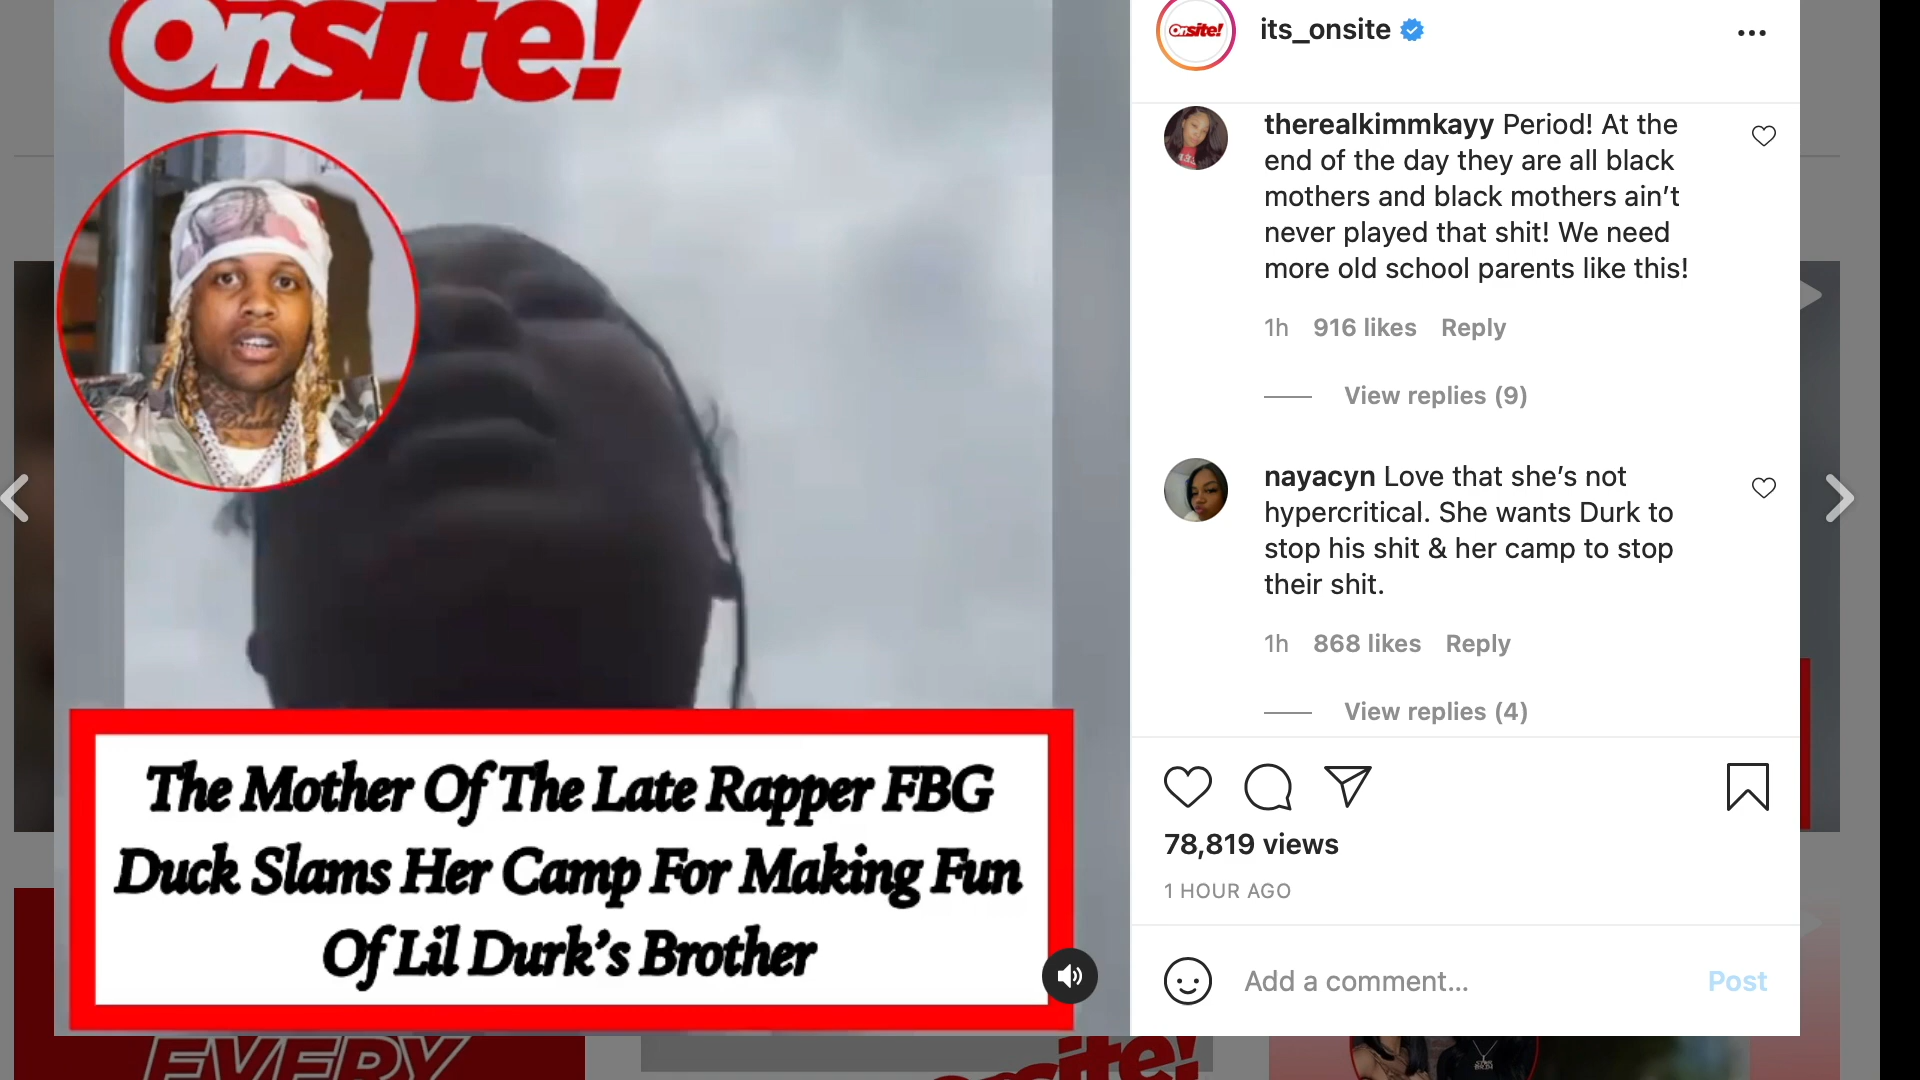 Onsite!
The Mother Of The Late Rapper FBG
Duck Slams Her Camp For Making Fun
Of Lil Durk’s Brother
Onsite!
its_onsite
therealkimmkayy Period! At the
end of the day they are all black
mothers and black mothers ain’t
never played that shit! We need
more old school parents like this!
1h 916 likes Reply
View replies (9)
nayacyn Love that she’s not
hypercritical. She wants Durk to
stop his shit & her camp to stop
their shit.
1h 868 likes Reply
View replies (4)
78,819 views
1 HOUR AGO
Add a comment...
Post
EVERY
Onsite!